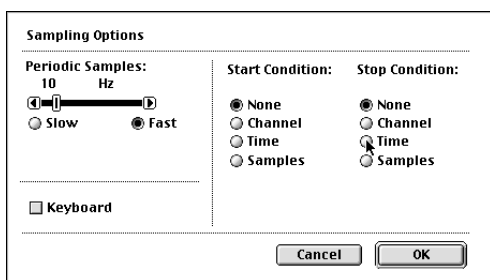 Sampling Options
Periodic Samples:
10 Hz
Slow Fast
Keyboard
Start Condition:
None
Channel
Time
Samples
Stop Condition:
None
Channel
Time
Samples
Cancel OK